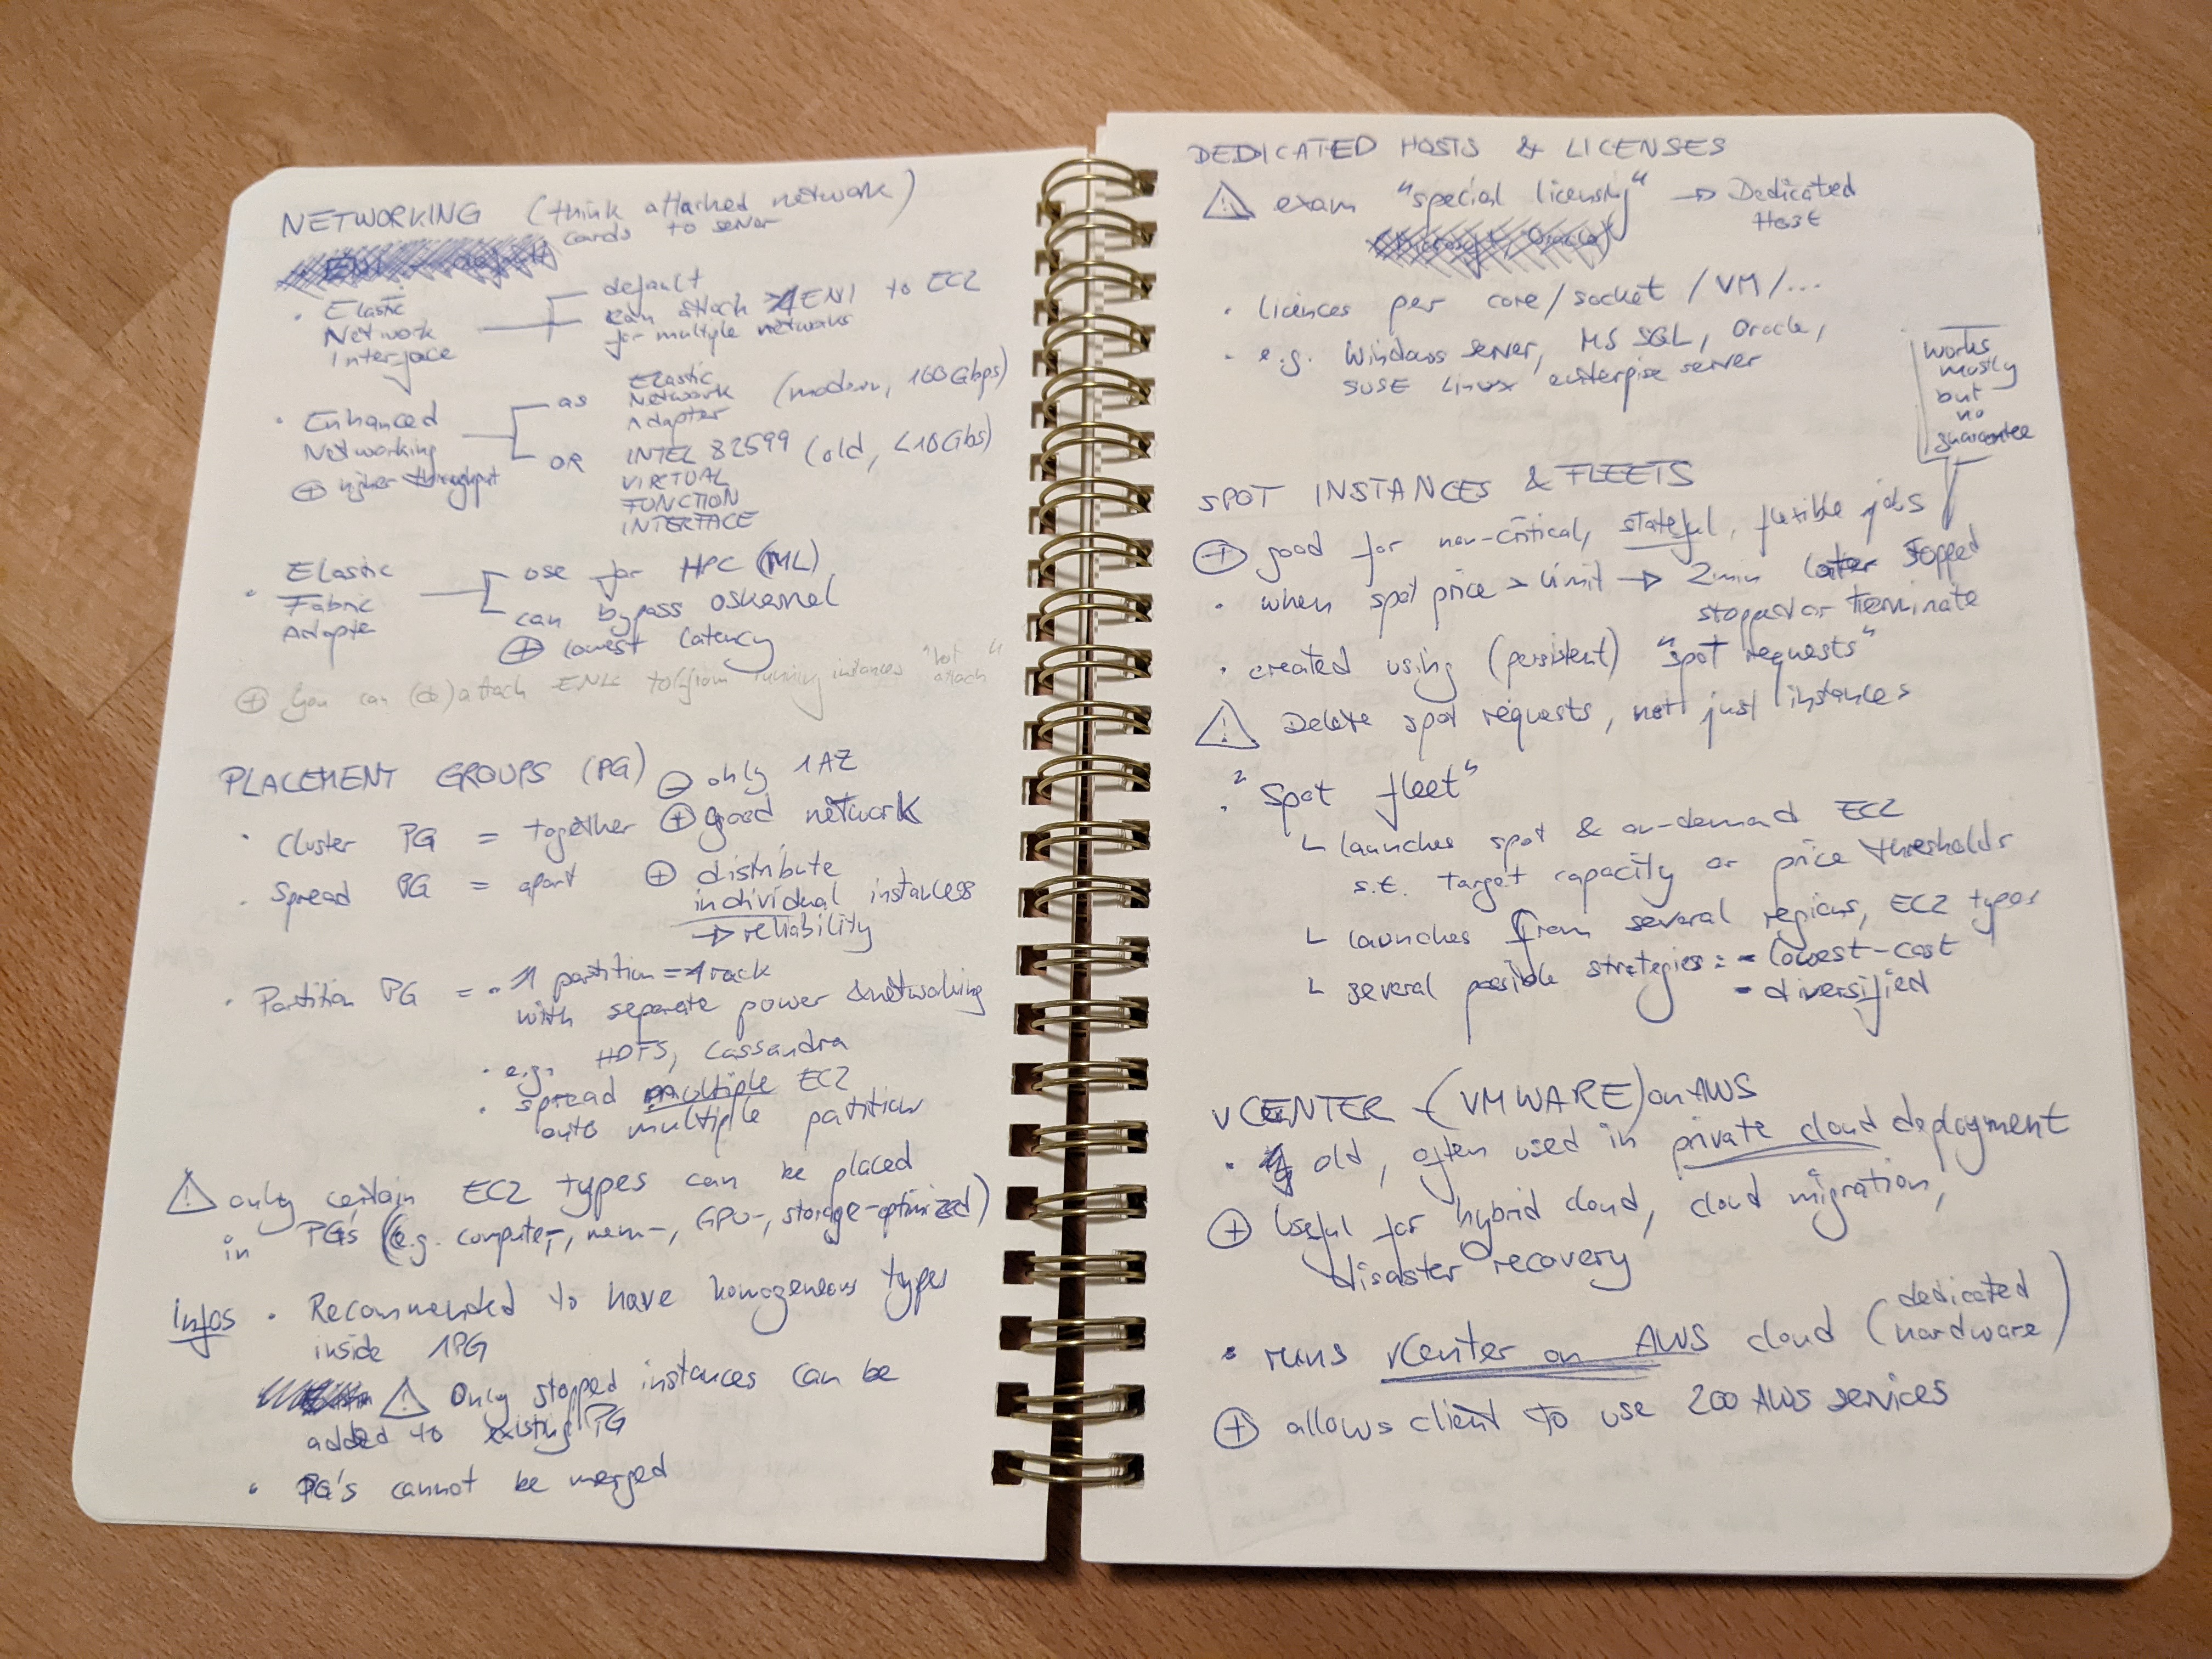 NETWORKING (think attached network)
cards to server
• Elastic
Network
Interface
default
can attach >1 ENI to EC2
for multiple networks
• Enhanced
Networking
⊕ higher throughput
as Elastic
Network
Adapter (modern, 100Gbps)
OR INTEL 82599 (old, <10Gbs)
VIRTUAL
FUNCTION
INTERFACE
• Elastic
Fabric
Adapter
use for HPC (ML)
can bypass OSkernel
⊕ lowest latency
⊕ You can (de)attach ENIs to/from running instances "hot attach"
PLACEMENT GROUPS (PG) ⊖ only 1 AZ
• Cluster PG = together ⊕ good network
• Spread PG = apart ⊕ distribute
individual instances
→ reliability
• Partition PG = • 1 partition = 1 rack
with separate power & networking
• e.g. HDFS, Cassandra
• spread multiple EC2
onto multiple partition
⚠ only certain EC2 types can be placed
in PG's (e.g. compute-, mem-, GPU-, storage-optimized)
Infos • Recommended to have homogeneous types
inside 1PG
⚠ Only stopped instances can be
added to existing PG
• PG's cannot be merged
DEDICATED HOSTS & LICENSES
⚠ exam "special licensing" → Dedicated
Host
• licences per core/socket/VM/...
• e.g. Windows server, MS SQL, Oracle,
SUSE Linux enterpise server
works
mostly
but
no
guarantee
SPOT INSTANCES & FLEETS
⊕ good for non-critical, stateful, flexible jobs
• when spot price > limit → 2min later stopped
stopped or terminate
• created using (persistent) "spot requests"
⚠ Delete spot requests, not just instances
• "Spot fleet"
└ launches spot & on-demand EC2
s.t. target capacity or price thresholds
└ launches from several regions, EC2 types
└ several possible strategies: - lowest-cost
- diversified
VCENTER (VMWARE) on AWS
• old, often used in private cloud deployment
⊕ Useful for hybrid cloud, cloud migration,
disaster recovery
• runs vCenter on AWS cloud (dedicated
hardware)
⊕ allows client to use 200 AWS services